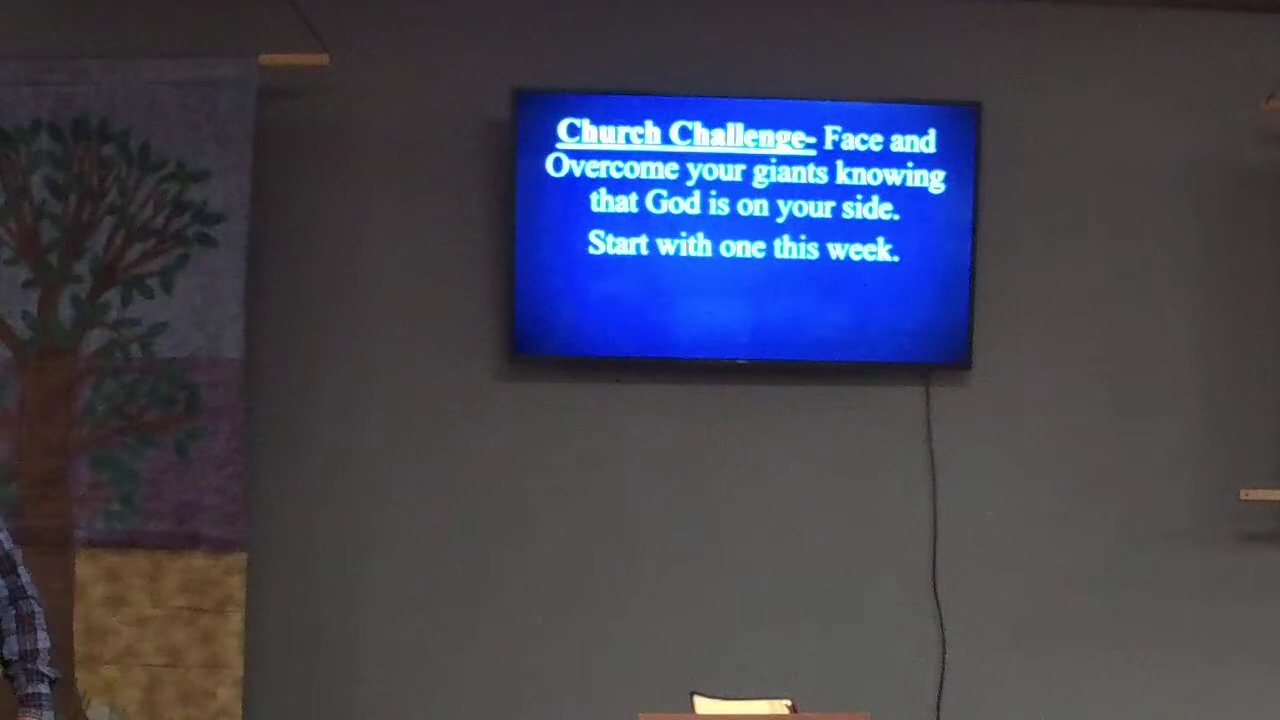 Church Challenge- Face and
Overcome your giants knowing
that God is on your side.
Start with one this week.